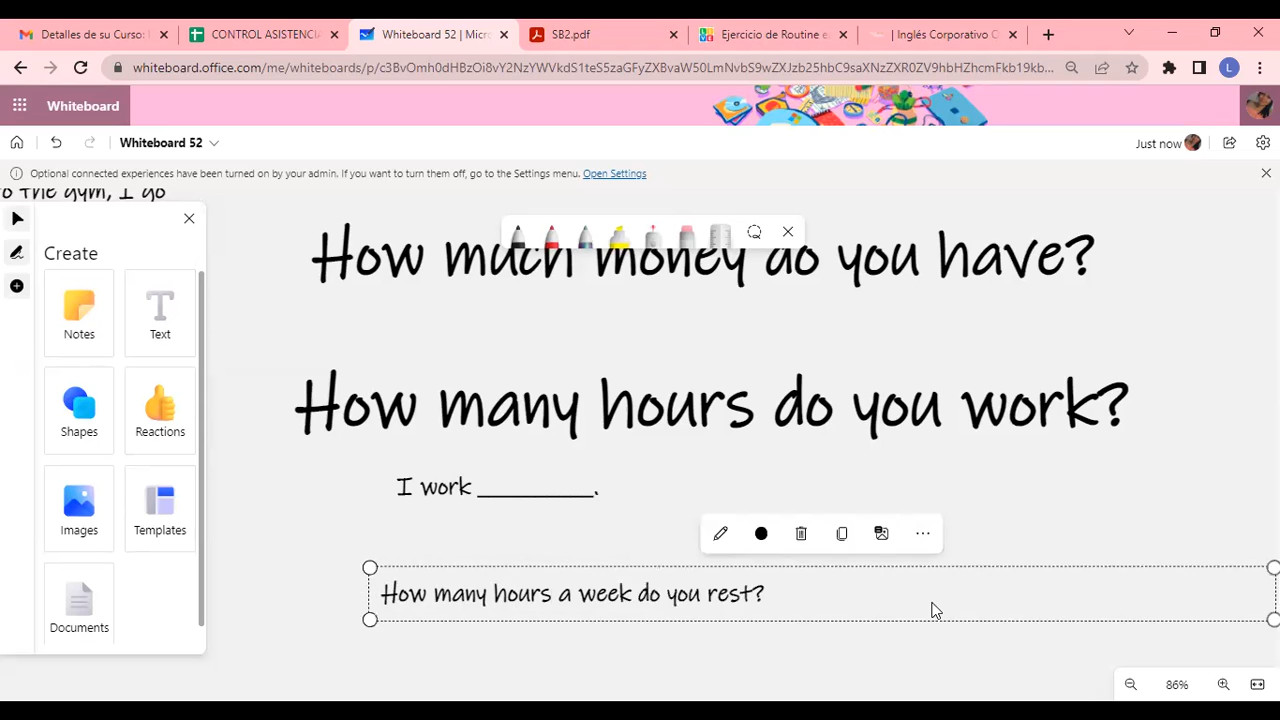 Detalles de su Curso:
CONTROL ASISTENCIA
Whiteboard 52 | Micr
SB2.pdf
Ejercicio de Routine e
| Inglés Corporativo C
whiteboard.office.com/me/whiteboards/p/
L
Whiteboard
Whiteboard 52
Just now
Optional connected experiences have been turned on by your admin. If you want to turn them off, go to the Settings menu. Open Settings
to the gym, I go
Create
Notes
Text
Shapes
Reactions
Images
Templates
Documents
How much money do you have?
How many hours do you work?
I work __________.
How many hours a week do you rest?
86%